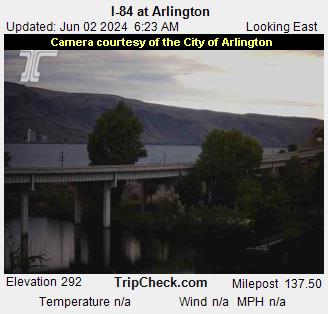 I-84 at Arlington
Updated: Jun 02 2024 6:23 AM Looking East
Camera courtesy of the City of Arlington
Elevation 292 TripCheck.com Milepost 137.50
Temperature n/a Wind n/a MPH n/a